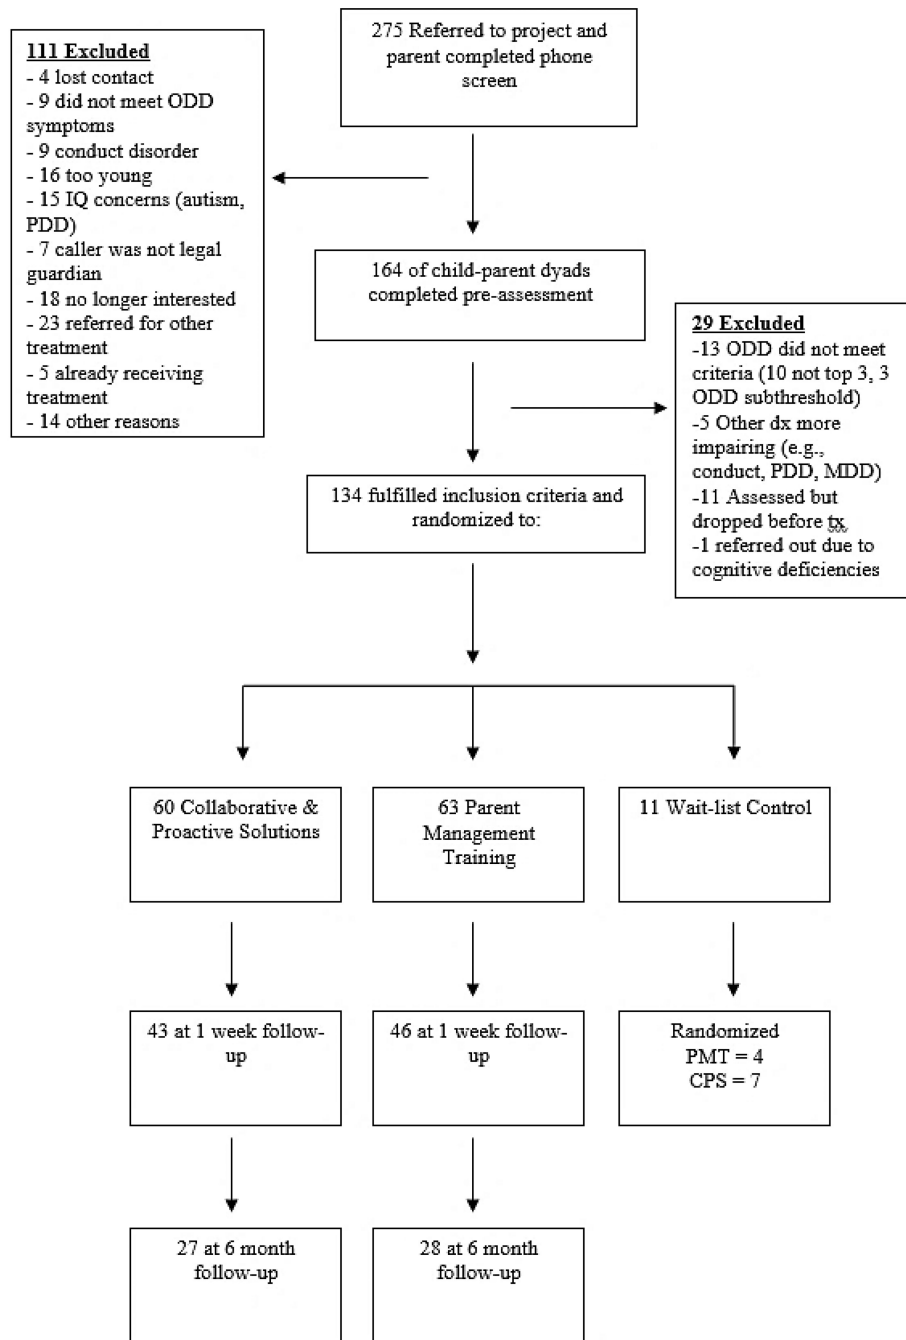 275 Referred to project and
parent completed phone
screen
111 Excluded
- 4 lost contact
- 9 did not meet ODD
symptoms
- 9 conduct disorder
- 16 too young
- 15 IQ concerns (autism,
PDD)
- 7 caller was not legal
guardian
- 18 no longer interested
- 23 referred for other
treatment
- 5 already receiving
treatment
- 14 other reasons
164 of child-parent dyads
completed pre-assessment
29 Excluded
-13 ODD did not meet
criteria (10 not top 3, 3
ODD subthreshold)
-5 Other dx more
impairing (e.g.,
conduct, PDD, MDD)
-11 Assessed but
dropped before tx
-1 referred out due to
cognitive deficiencies
134 fulfilled inclusion criteria and
randomized to:
60 Collaborative &
Proactive Solutions
63 Parent
Management
Training
11 Wait-list Control
43 at 1 week follow-
up
46 at 1 week follow-
up
Randomized
PMT = 4
CPS = 7
27 at 6 month
follow-up
28 at 6 month
follow-up